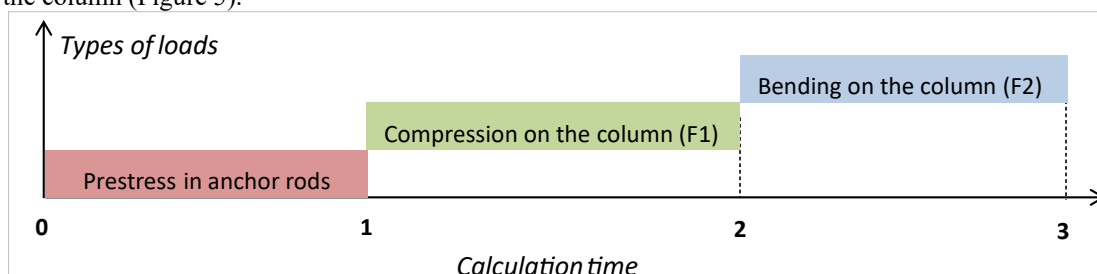 the column (Figure 5).
Types of loads
Bending on the column (F2)
Compression on the column (F1)
Prestress in anchor rods
0 1 2 3
Calculation time